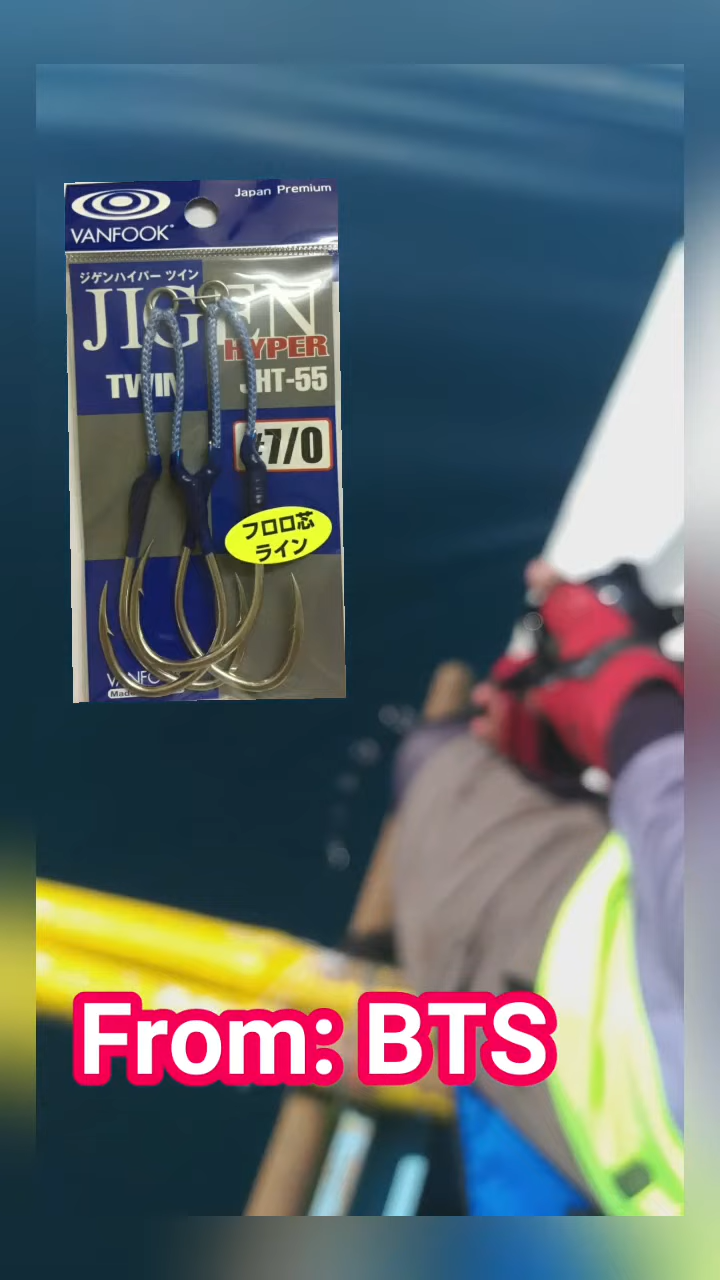 Japan Premium
VANFOOK
ジゲンハイパー ツイン
JIGEN
HYPER
TWIN JHT-55
#7/0
フロロ芯
ライン
From: BTS